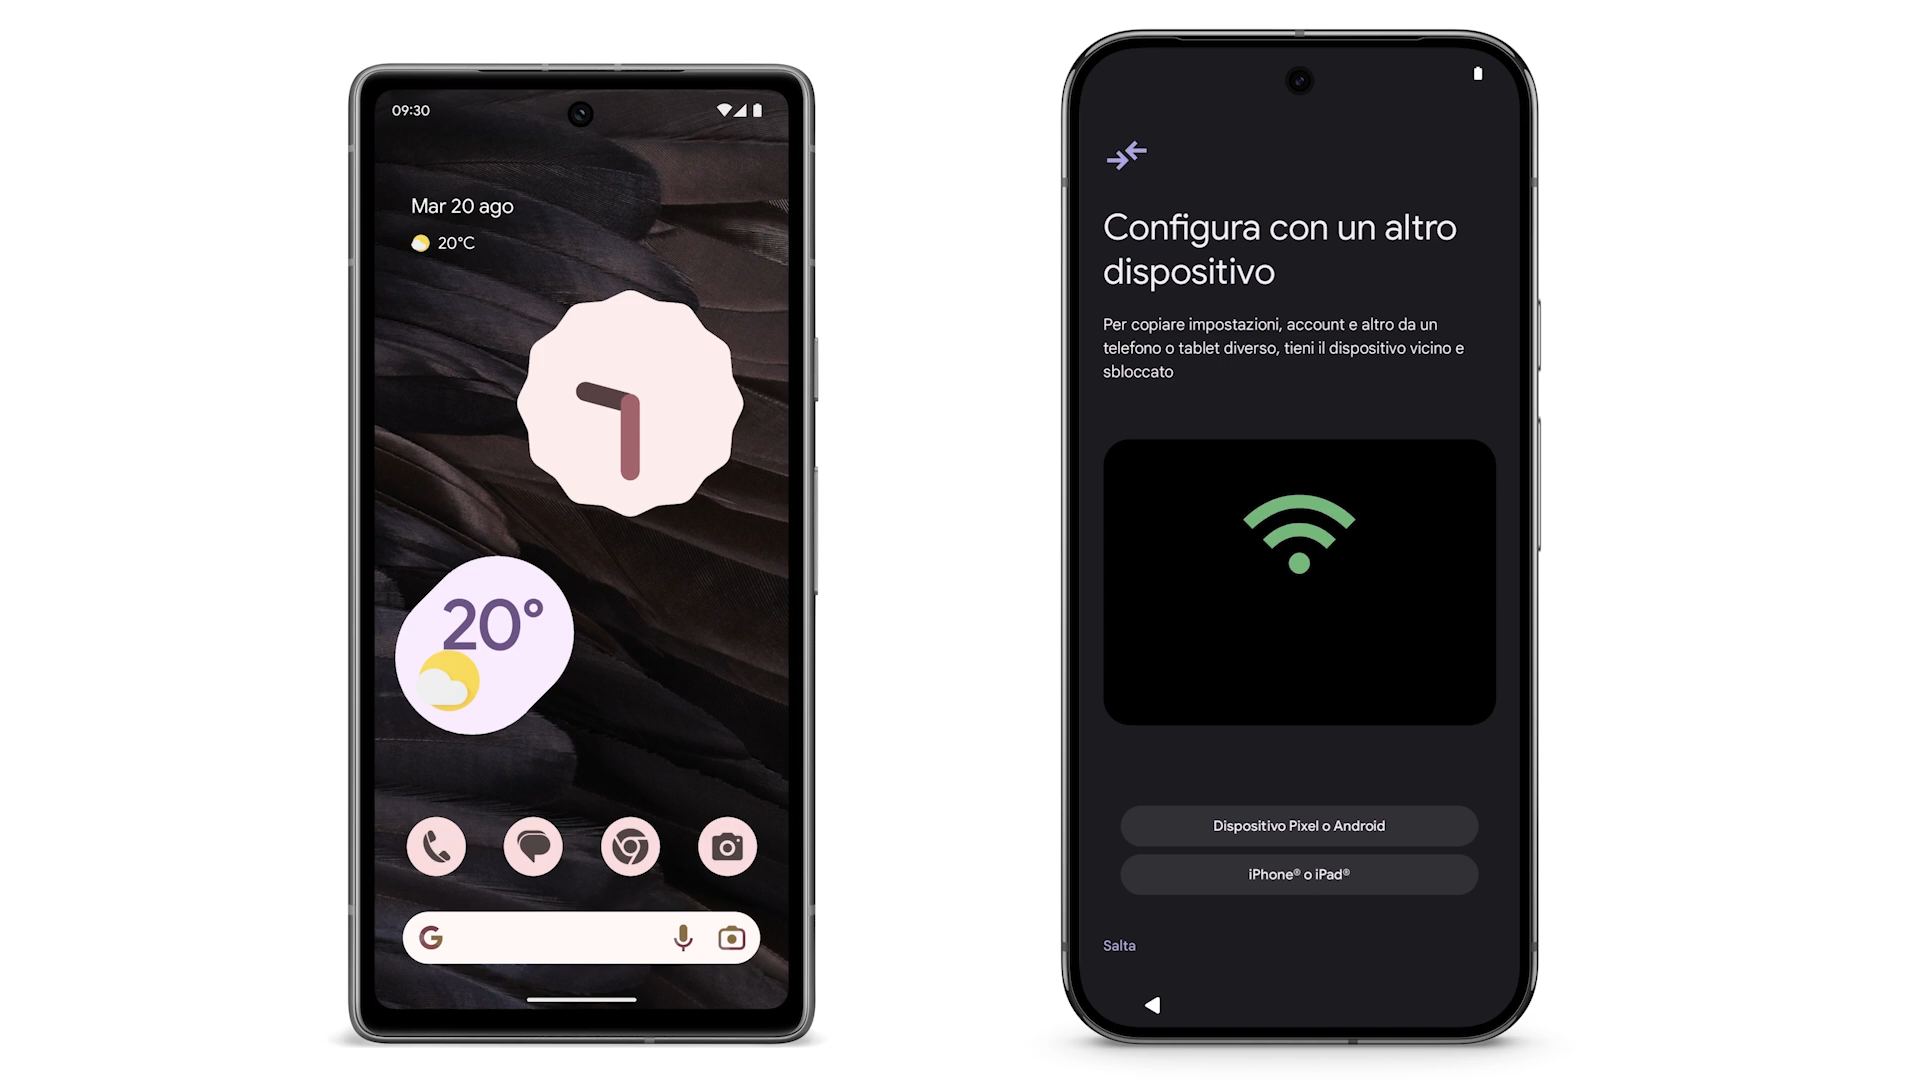 09:30
Mar 20 ago
20°C
20°
G
Configura con un altro
dispositivo
Per copiare impostazioni, account e altro da un
telefono o tablet diverso, tieni il dispositivo vicino e
sbloccato
Dispositivo Pixel o Android
iPhone® o iPad®
Salta